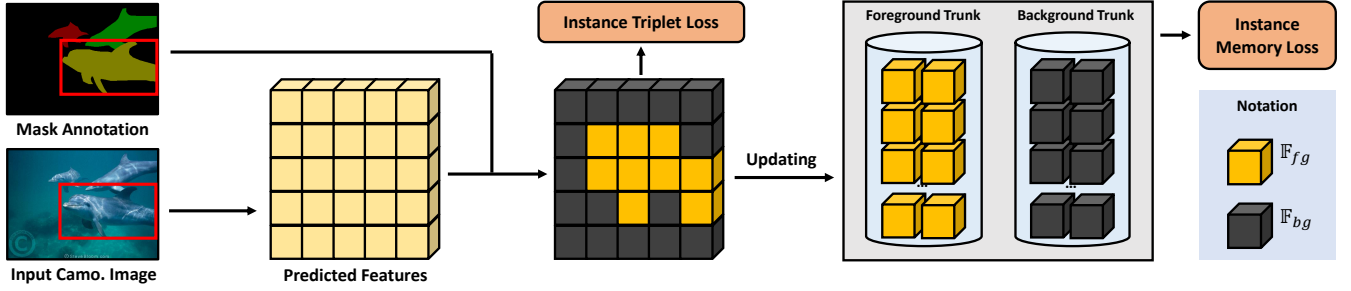 Instance Triplet Loss
Foreground Trunk
Background Trunk
Instance
Memory Loss
Mask Annotation
Notation
Updating
...
...
𝔽fg
𝔽bg
©
Input Camo. Image
Predicted Features